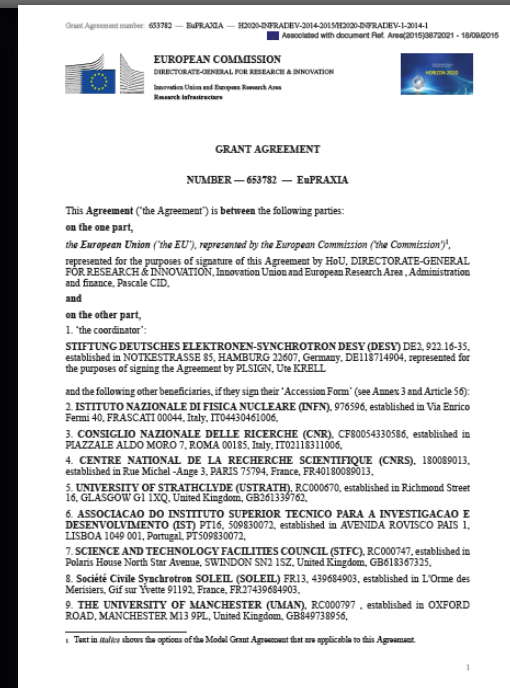 Grant Agreement number: 653782 — EuPRAXIA — H2020-INFRADEV-2014-2015/H2020-INFRADEV-1-2014-1
Associated with document Ref. Ares(2015)3872021 - 18/09/2015
EUROPEAN COMMISSION
DIRECTORATE-GENERAL FOR RESEARCH & INNOVATION
Innovation Union and European Research Area
Research infrastructure
HORIZON 2020
GRANT AGREEMENT
NUMBER — 653782 — EuPRAXIA
This Agreement ('the Agreement') is between the following parties:
on the one part,
the European Union ('the EU'), represented by the European Commission ('the Commission')1,
represented for the purposes of signature of this Agreement by HoU, DIRECTORATE-GENERAL
FOR RESEARCH & INNOVATION, Innovation Union and European Research Area , Administration
and finance, Pascale CID,
and
on the other part,
1. 'the coordinator':
STIFTUNG DEUTSCHES ELEKTRONEN-SYNCHROTRON DESY (DESY) DE2, 922.16-35,
established in NOTKESTRASSE 85, HAMBURG 22607, Germany, DE118714904, represented for
the purposes of signing the Agreement by PLSIGN, Ute KRELL
and the following other beneficiaries, if they sign their 'Accession Form' (see Annex 3 and Article 56):
2. ISTITUTO NAZIONALE DI FISICA NUCLEARE (INFN), 976596, established in Via Enrico
Fermi 40, FRASCATI 00044, Italy, IT04430461006,
3. CONSIGLIO NAZIONALE DELLE RICERCHE (CNR), CF80054330586, established in
PIAZZALE ALDO MORO 7, ROMA 00185, Italy, IT02118311006,
4. CENTRE NATIONAL DE LA RECHERCHE SCIENTIFIQUE (CNRS), 180089013,
established in Rue Michel -Ange 3, PARIS 75794, France, FR40180089013,
5. UNIVERSITY OF STRATHCLYDE (USTRATH), RC000670, established in Richmond Street
16, GLASGOW G1 1XQ, United Kingdom, GB261339762,
6. ASSOCIACAO DO INSTITUTO SUPERIOR TECNICO PARA A INVESTIGACAO E
DESENVOLVIMENTO (IST) PT16, 509830072, established in AVENIDA ROVISCO PAIS 1,
LISBOA 1049 001, Portugal, PT509830072,
7. SCIENCE AND TECHNOLOGY FACILITIES COUNCIL (STFC), RC000747, established in
Polaris House North Star Avenue, SWINDON SN2 1SZ, United Kingdom, GB618367325,
8. Société Civile Synchrotron SOLEIL (SOLEIL) FR13, 439684903, established in L'Orme des
Merisiers, Gif sur Yvette 91192, France, FR27439684903,
9. THE UNIVERSITY OF MANCHESTER (UMAN), RC000797 , established in OXFORD
ROAD, MANCHESTER M13 9PL, United Kingdom, GB849738956,
1 Text in italics shows the options of the Model Grant Agreement that are applicable to this Agreement.
1